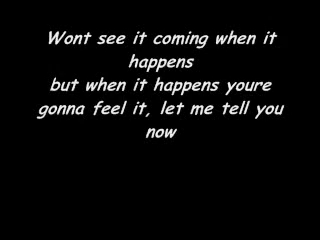 Wont see it coming when it
happens
but when it happens youre
gonna feel it, let me tell you
now